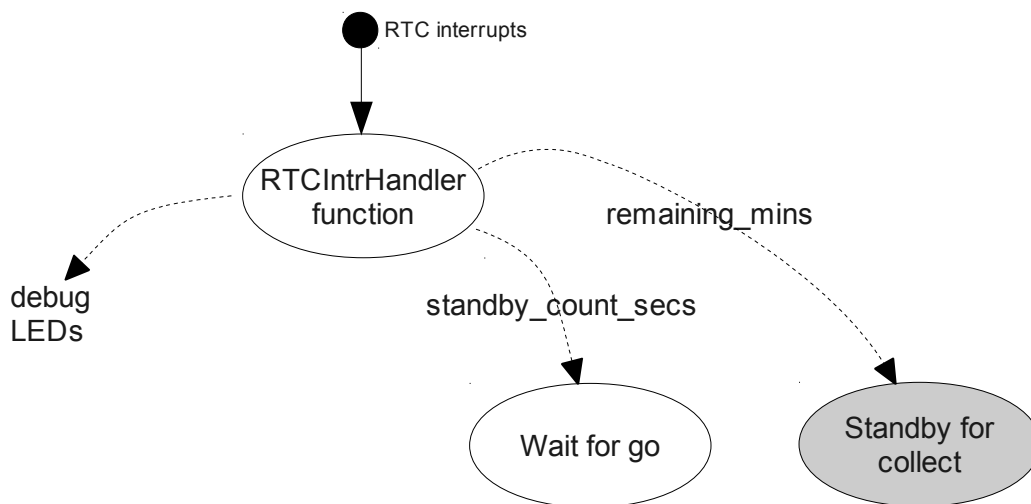 RTC interrupts
RTCIntrHandler
function
remaining_mins
debug
LEDs
standby_count_secs
Wait for go
Standby for
collect